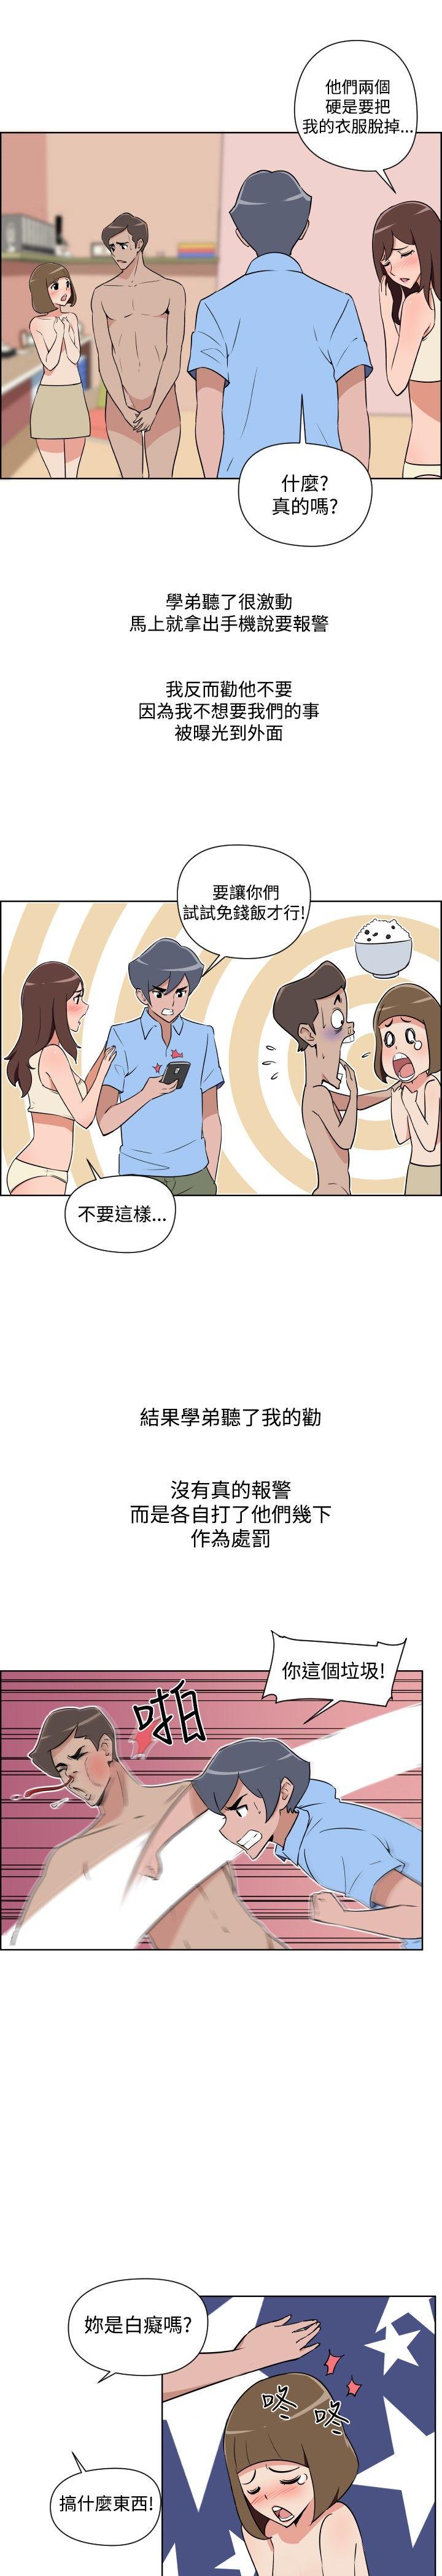 他們兩個
硬是要把
我的衣服脫掉...
什麼?
真的嗎?
學弟聽了很激動
馬上就拿出手機說要報警
我反而勸他不要
因為我不想要我們的事
被曝光到外面
要讓你們
試試免錢飯才行!
不要這樣...
結果學弟聽了我的勸
沒有真的報警
而是各自打了他們幾下
作為處罰
你這個垃圾!
啪
妳是白癡嗎?
咚
咚
搞什麼東西!